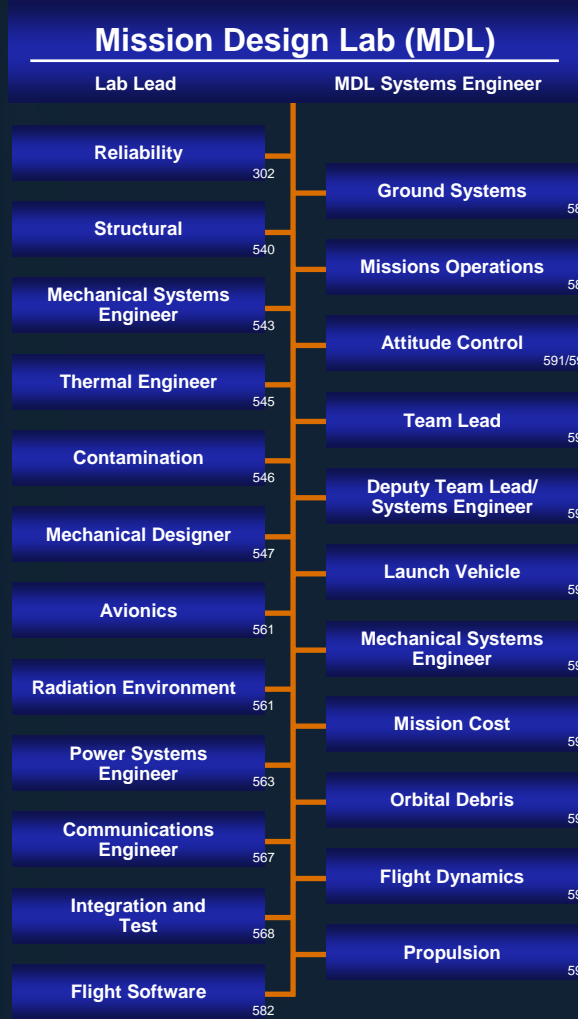 Mission Design Lab (MDL)
Lab Lead
MDL Systems Engineer
Reliability
302
Structural
540
Mechanical Systems
Engineer
543
Thermal Engineer
545
Contamination
546
Mechanical Designer
547
Avionics
561
Radiation Environment
561
Power Systems
Engineer
563
Communications
Engineer
567
Integration and
Test
568
Flight Software
582
Ground Systems
Missions Operations
Attitude Control
Team Lead
Deputy Team Lead/
Systems Engineer
Launch Vehicle
Mechanical Systems
Engineer
Mission Cost
Orbital Debris
Flight Dynamics
Propulsion